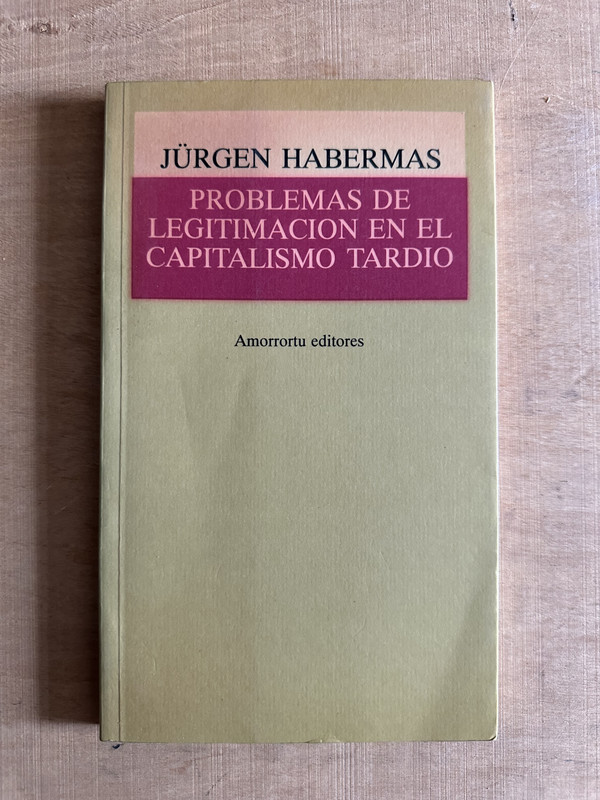 JÜRGEN HABERMAS
PROBLEMAS DE
LEGITIMACION EN EL
CAPITALISMO TARDIO
Amorrortu editores